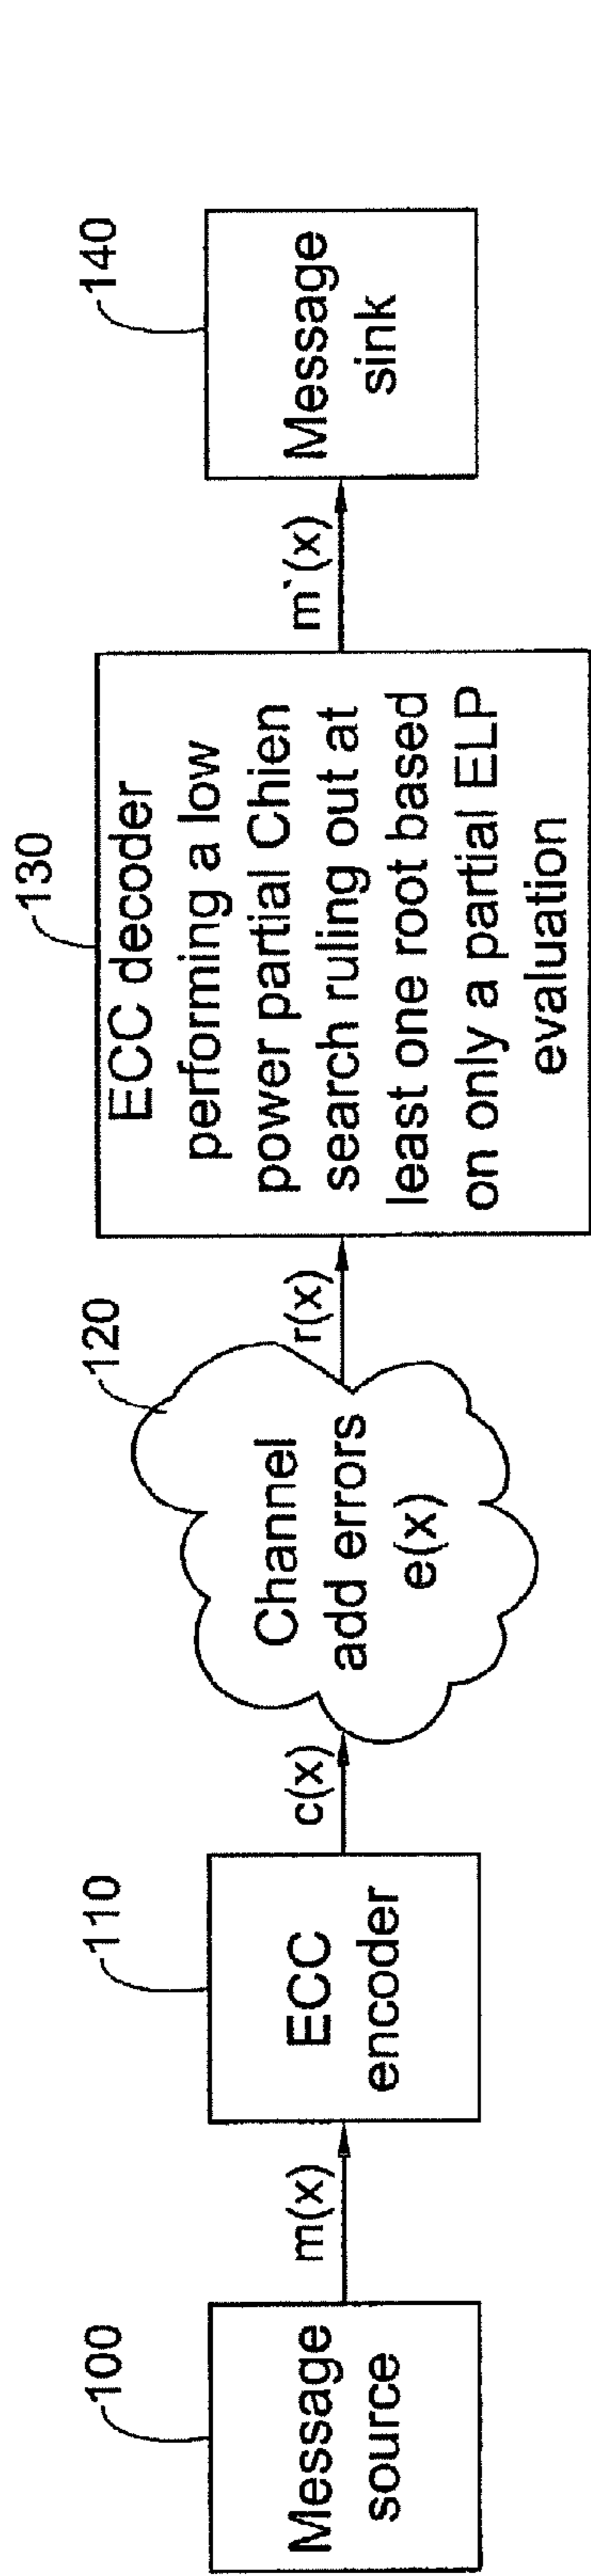 100
Message
source
m(x)
110
ECC
encoder
c(x)
120
Channel
add errors
e(x)
r(x)
130
ECC decoder
performing a low
power partial Chien
search ruling out at
least one root based
on only a partial ELP
evaluation
m`(x)
140
Message
sink